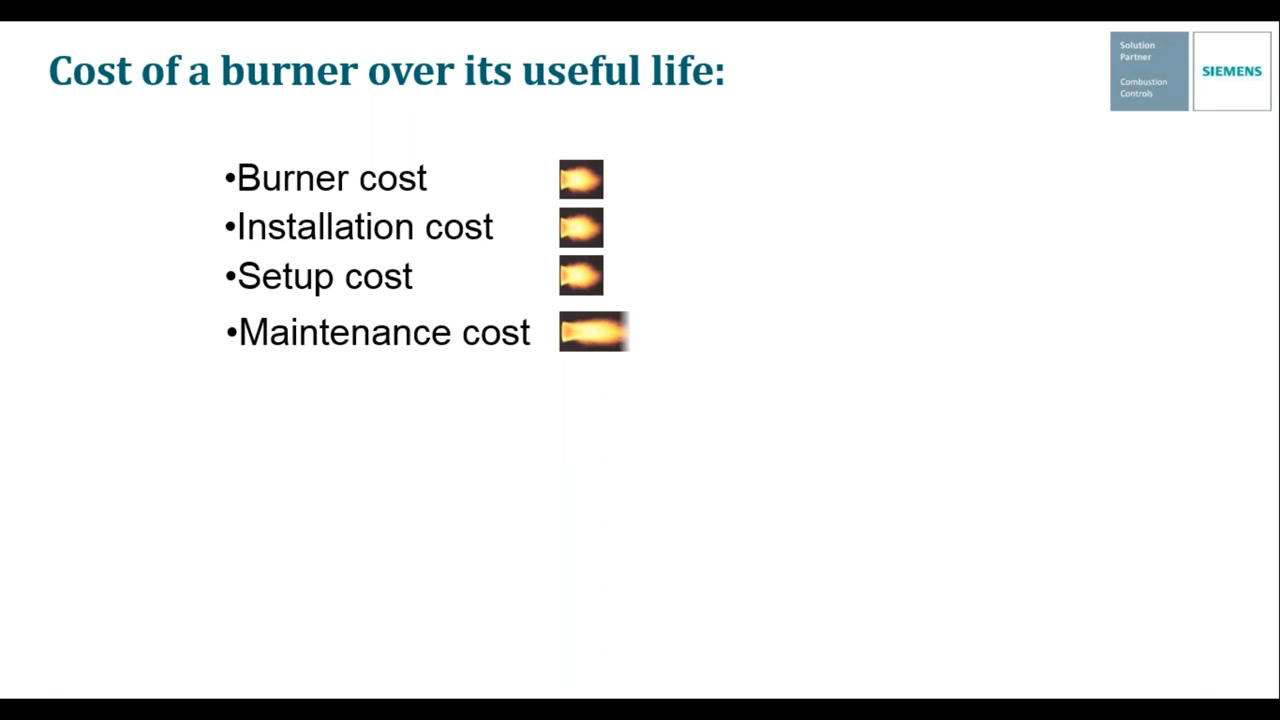 Cost of a burner over its useful life:
Solution
Partner
Combustion
Controls
SIEMENS
•Burner cost
•Installation cost
•Setup cost
•Maintenance cost